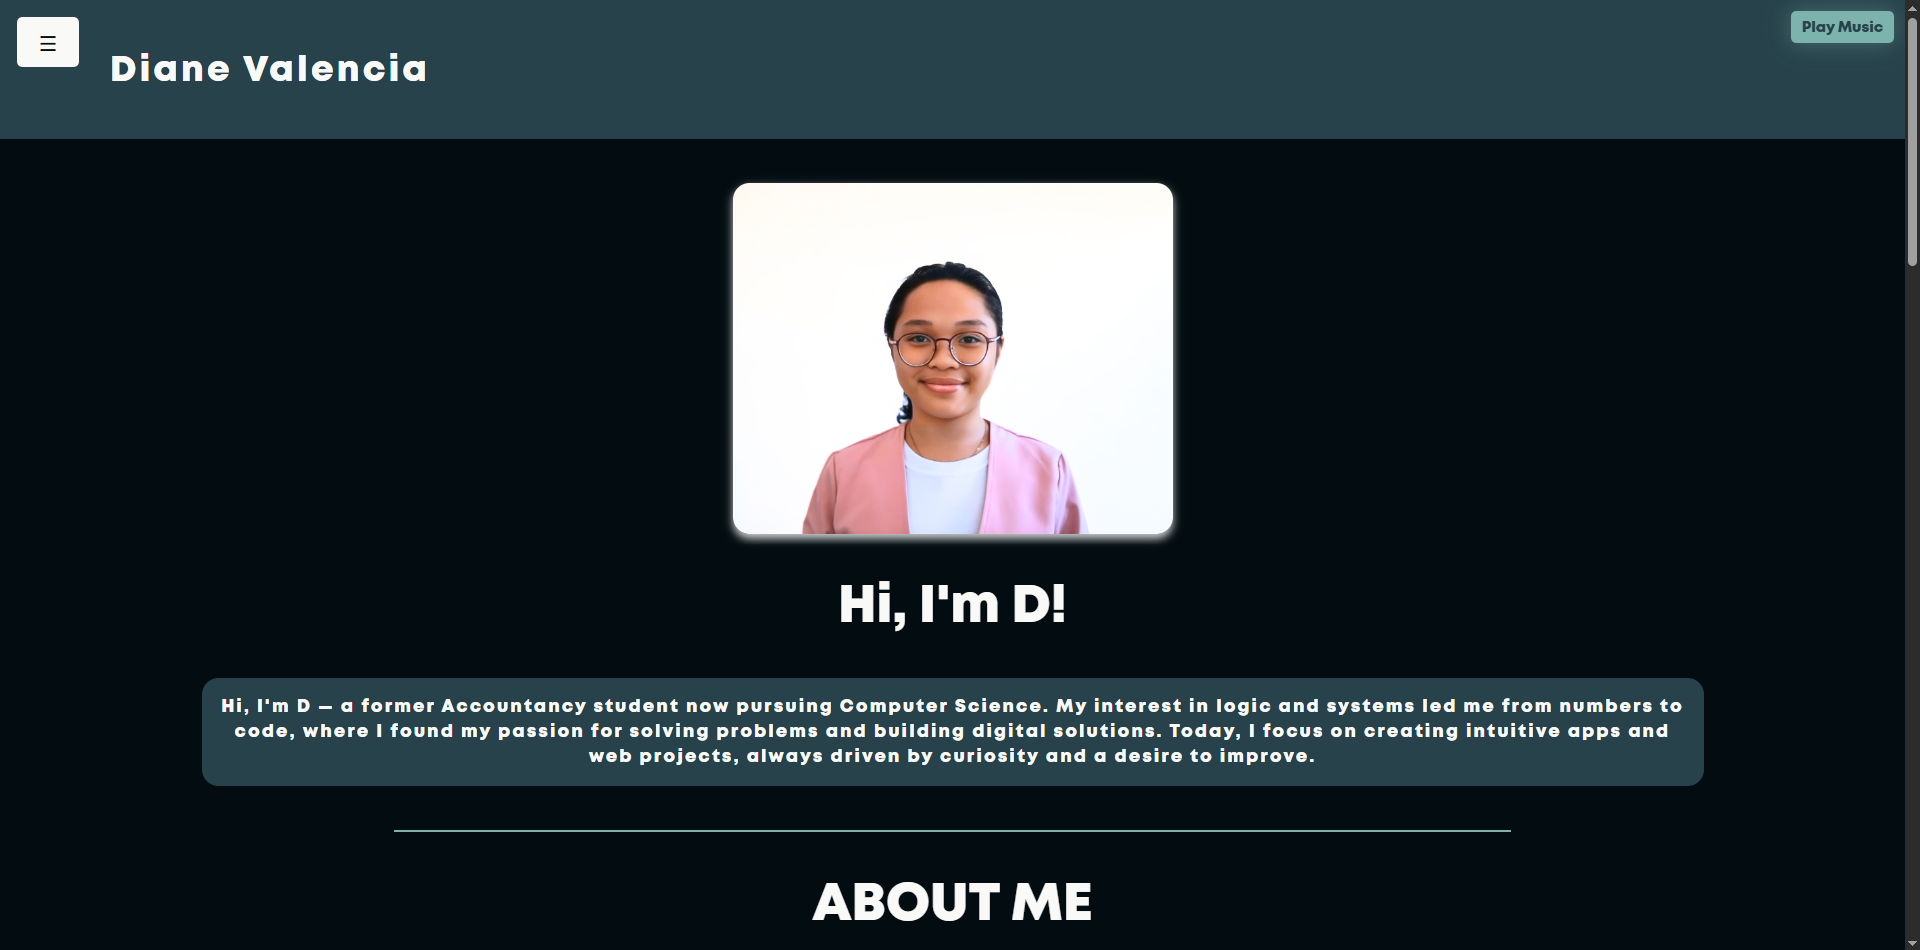 ☰
Play Music
Diane Valencia
Hi, I'm D!
Hi, I'm D — a former Accountancy student now pursuing Computer Science. My interest in logic and systems led me from numbers to
code, where I found my passion for solving problems and building digital solutions. Today, I focus on creating intuitive apps and
web projects, always driven by curiosity and a desire to improve.
ABOUT ME